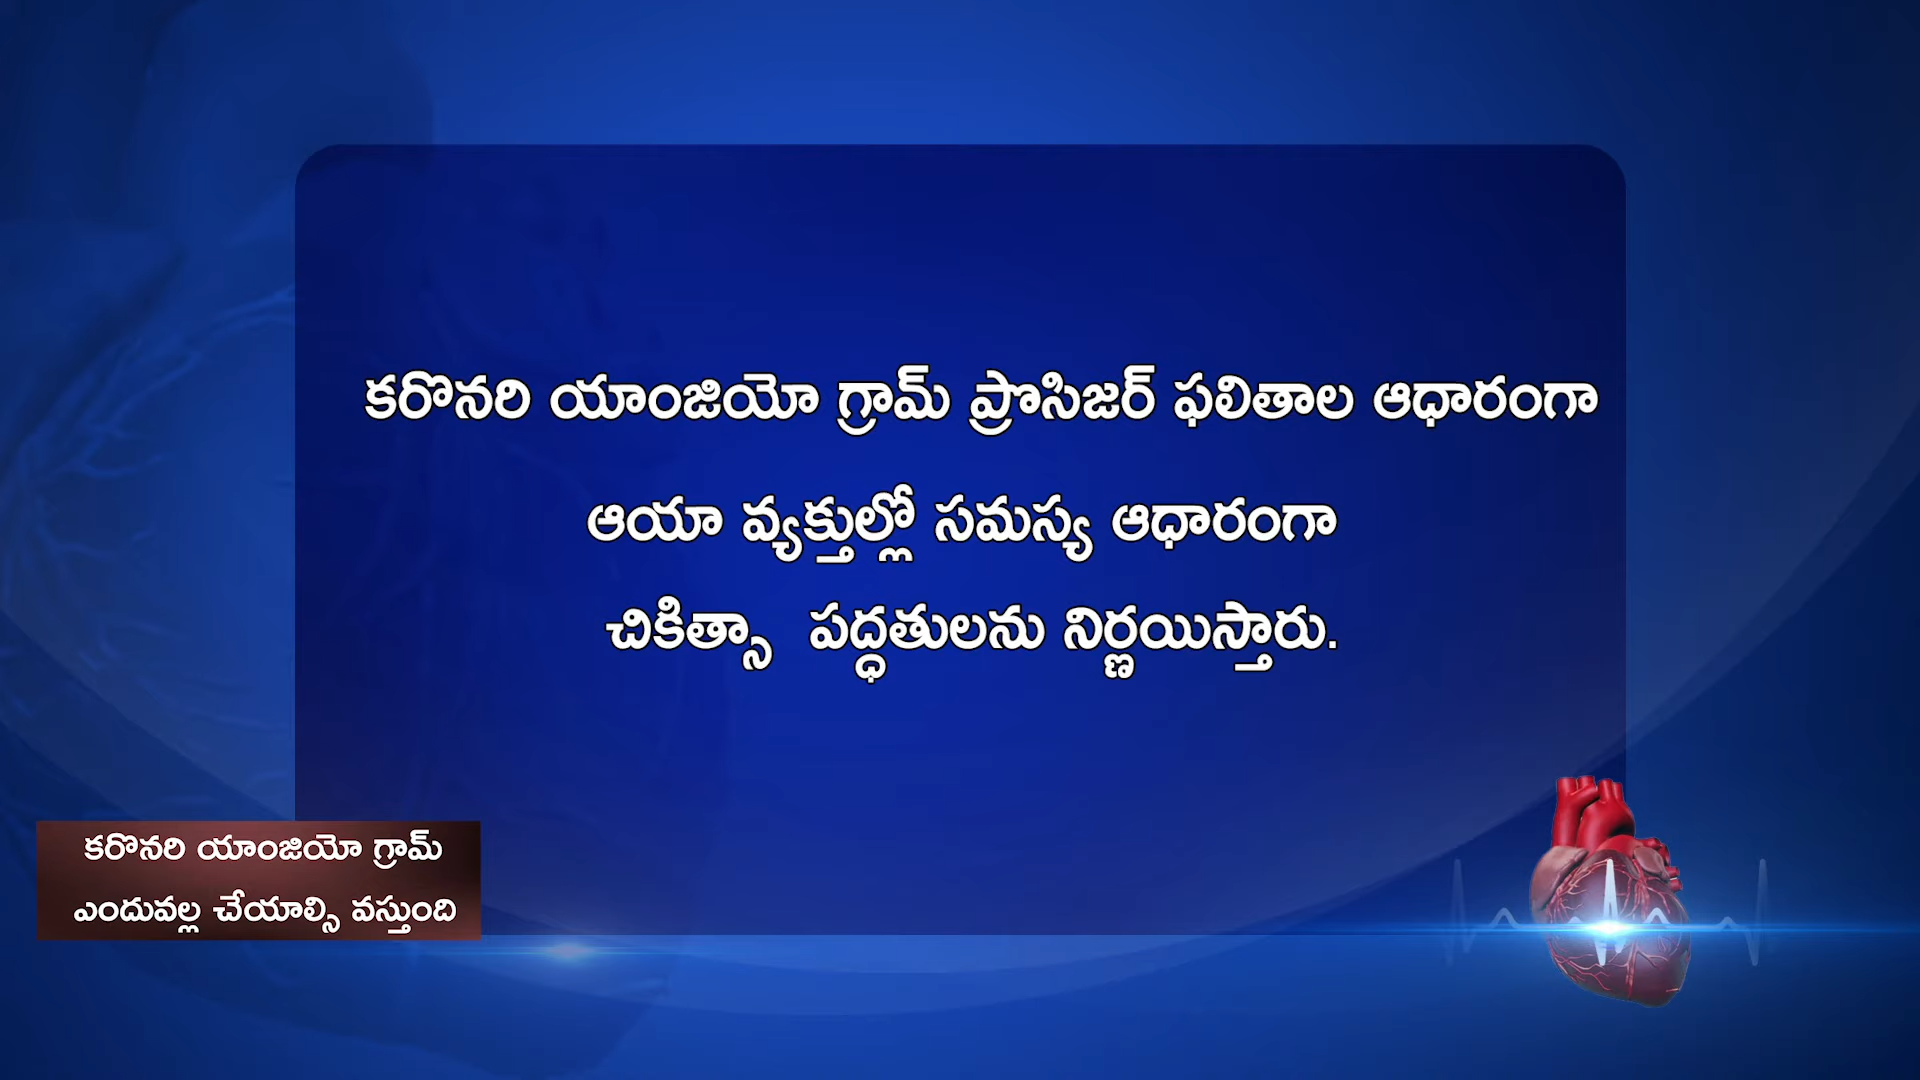 కరొనరి యాంజియో గ్రామ్ ప్రొసిజర్ ఫలితాల ఆధారంగా
ఆయా వ్యక్తుల్లో సమస్య ఆధారంగా
చికిత్సా పద్ధతులను నిర్ణయిస్తారు.
కరొనరి యాంజియో గ్రామ్
ఎందువల్ల చేయాల్సి వస్తుంది